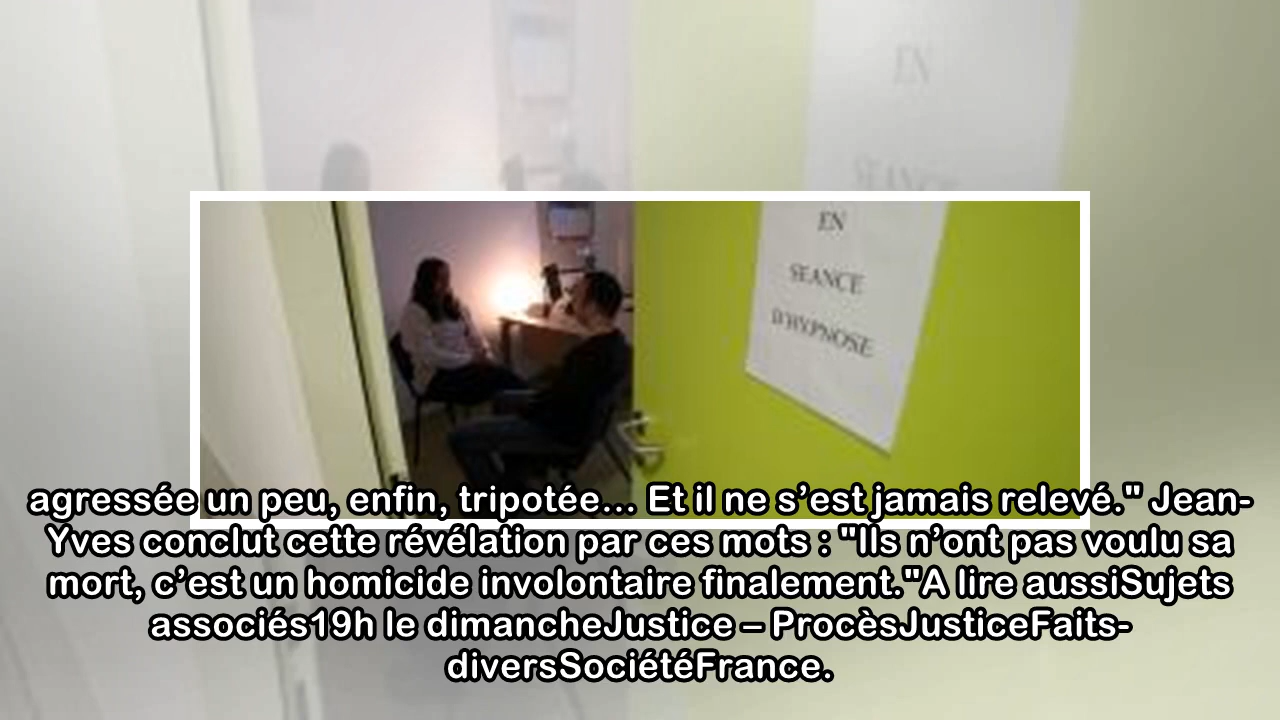 EN
SEANCE
EN
SEANCE
D'HYPNOSE
agressée un peu, enfin, tripotée… Et il ne s’est jamais relevé." Jean-
Yves conclut cette révélation par ces mots : "Ils n’ont pas voulu sa
mort, c’est un homicide involontaire finalement."A lire aussiSujets
associés19h le dimancheJustice – ProcèsJusticeFaits-
diversSociétéFrance.